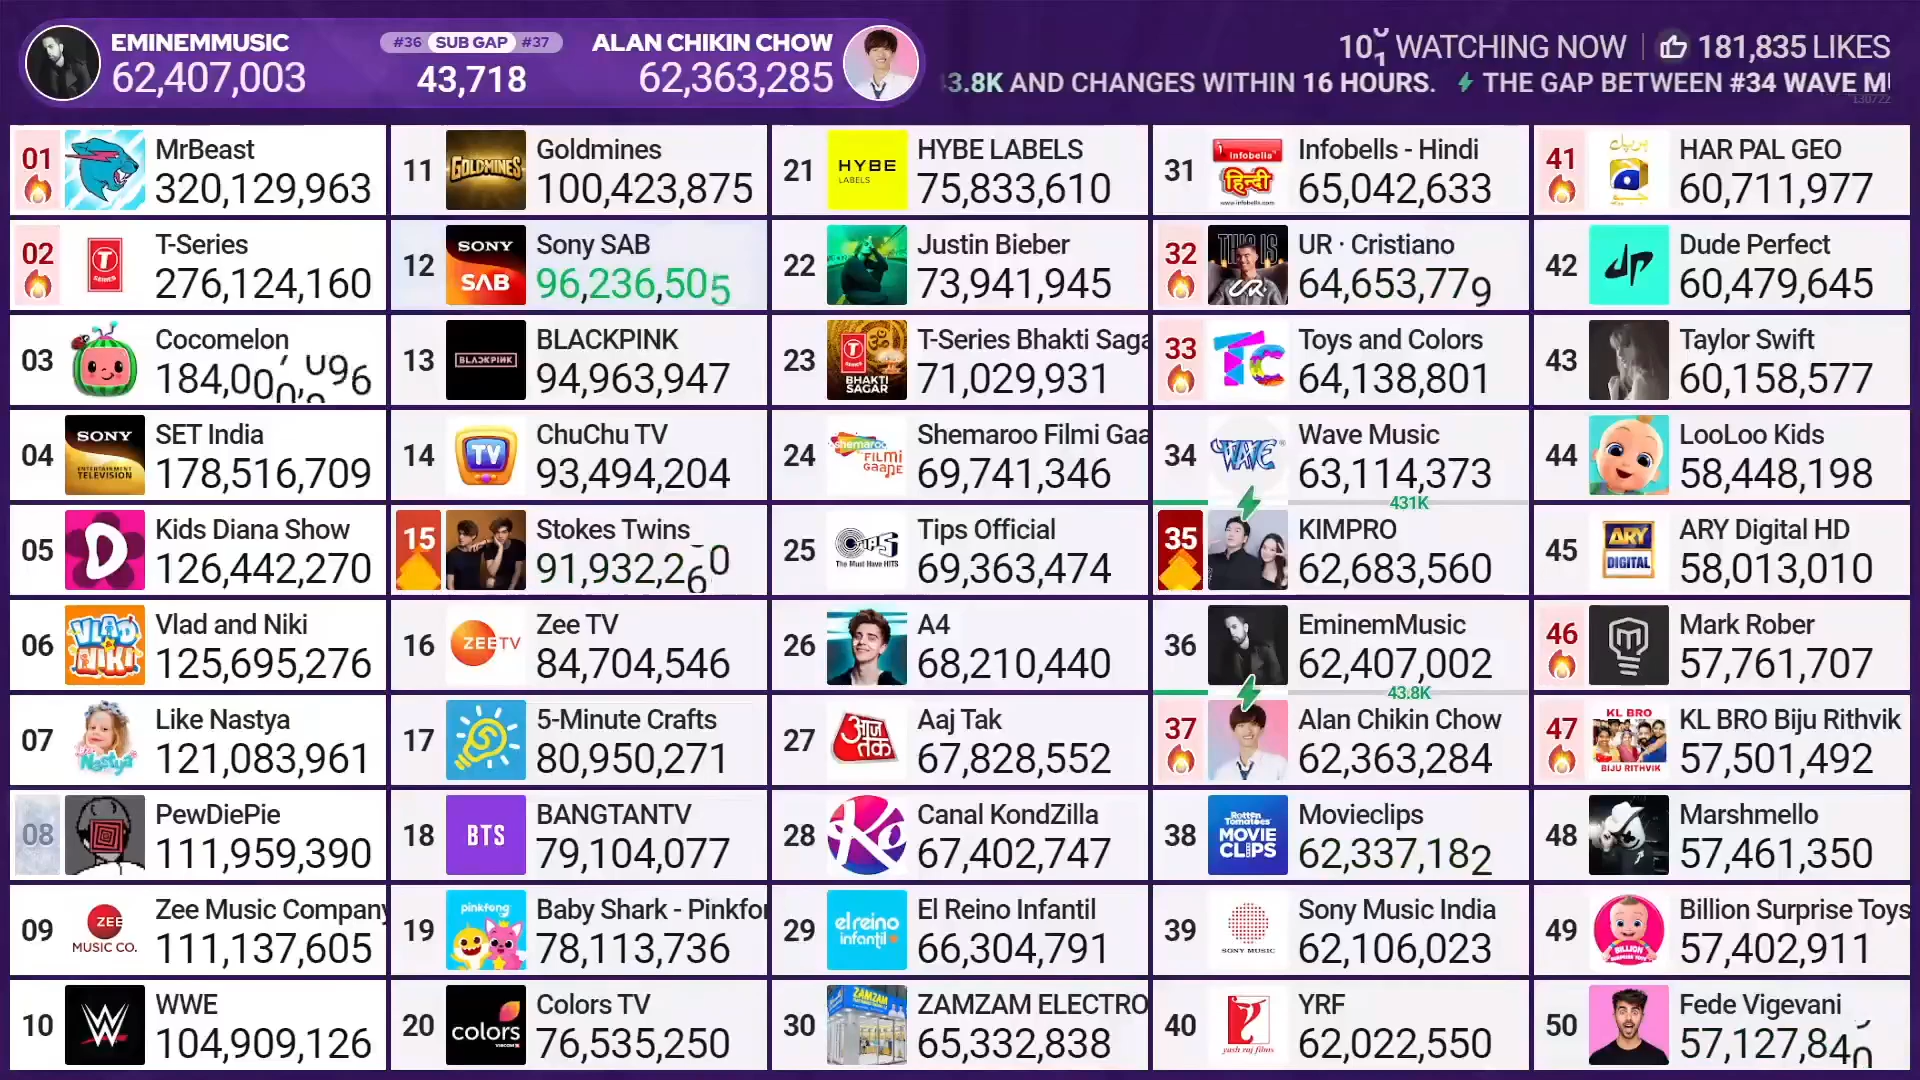 EMINEMMUSIC
62,407,003
#36 SUB GAP #37
43,718
ALAN CHIKIN CHOW
62,363,285
WATCHING NOW
181,835 LIKES
3.8K AND CHANGES WITHIN 16 HOURS. THE GAP BETWEEN #34 WAVE M
130722
01 MrBeast
320,129,963
02 T-Series
276,124,160
03 Cocomelon
04 SET India
178,516,709
05 Kids Diana Show
126,442,270
06 Vlad and Niki
125,695,276
07 Like Nastya
121,083,961
08 PewDiePie
111,959,390
09 Zee Music Company
111,137,605
10 WWE
104,909,126
11 Goldmines
100,423,875
12 Sony SAB
96,236,505
13 BLACKPINK
94,963,947
14 ChuChu TV
93,494,204
15 Stokes Twins
91,932,260
16 Zee TV
84,704,546
17 5-Minute Crafts
80,950,271
18 BANGTANTV
79,104,077
19 Baby Shark - Pinkfo
78,113,736
20 Colors TV
76,535,250
21 HYBE LABELS
75,833,610
22 Justin Bieber
73,941,945
23 T-Series Bhakti Saga
71,029,931
24 Shemaroo Filmi Gaa
69,741,346
25 Tips Official
69,363,474
26 A4
68,210,440
27 Aaj Tak
67,828,552
28 Canal KondZilla
67,402,747
29 El Reino Infantil
66,304,791
30 ZAMZAM ELECTRO
65,332,838
31 Infobells - Hindi
65,042,633
32 UR · Cristiano
64,653,779
33 Toys and Colors
64,138,801
34 Wave Music
63,114,373
431K
35 KIMPRO
62,683,560
36 EminemMusic
62,407,002
43.8K
37 Alan Chikin Chow
62,363,284
38 Movieclips
62,337,182
39 Sony Music India
62,106,023
40 YRF
62,022,550
41 HAR PAL GEO
60,711,977
42 Dude Perfect
60,479,645
43 Taylor Swift
60,158,577
44 LooLoo Kids
58,448,198
45 ARY Digital HD
58,013,010
46 Mark Rober
57,761,707
47 KL BRO Biju Rithvik
57,501,492
48 Marshmello
57,461,350
49 Billion Surprise Toys
57,402,911
50 Fede Vigevani